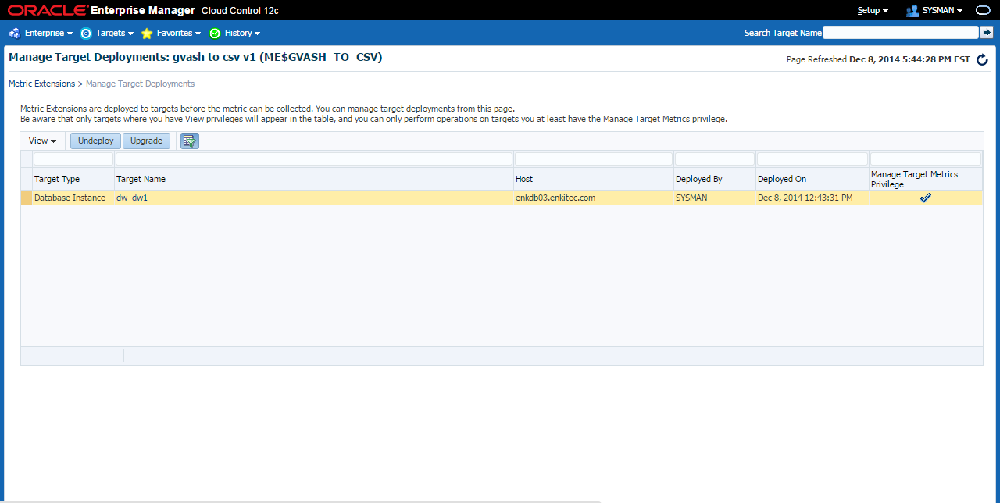 ORACLE Enterprise Manager Cloud Control 12c Setup SYSMAN
Enterprise Targets Favorites History Search Target Name
Manage Target Deployments: gvash to csv v1 (ME$GVASH_TO_CSV)
Page Refreshed Dec 8, 2014 5:44:28 PM EST
Metric Extensions > Manage Target Deployments
Metric Extensions are deployed to targets before the metric can be collected. You can manage target deployments from this page.
Be aware that only targets where you have View privileges will appear in the table, and you can only perform operations on targets you at least have the Manage Target Metrics privilege.
View Undeploy Upgrade
Target Type Target Name Host Deployed By Deployed On Manage Target Metrics
Privilege
Database Instance dw_dw1 enkdb03.enkitec.com SYSMAN Dec 8, 2014 12:43:31 PM